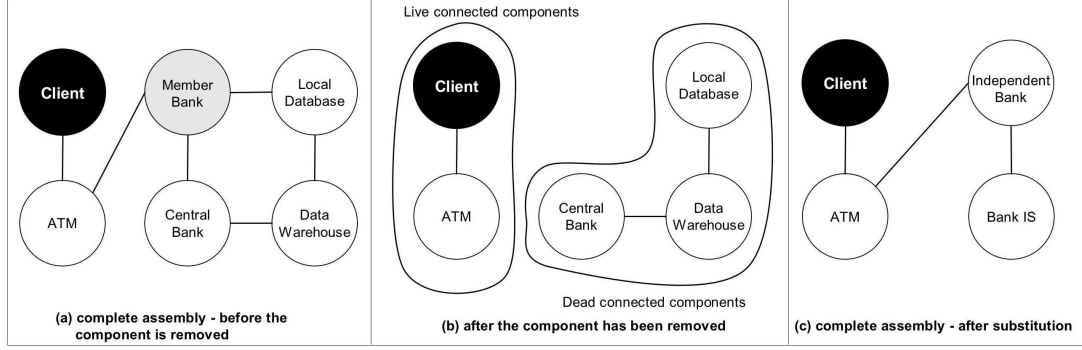 Client
Member
Bank
Local
Database
ATM
Central
Bank
Data
Warehouse
(a) complete assembly - before the
component is removed
Live connected components
Client
Local
Database
ATM
Central
Bank
Data
Warehouse
Dead connected components
(b) after the component has been removed
Client
Independent
Bank
ATM
Bank IS
(c) complete assembly - after substitution